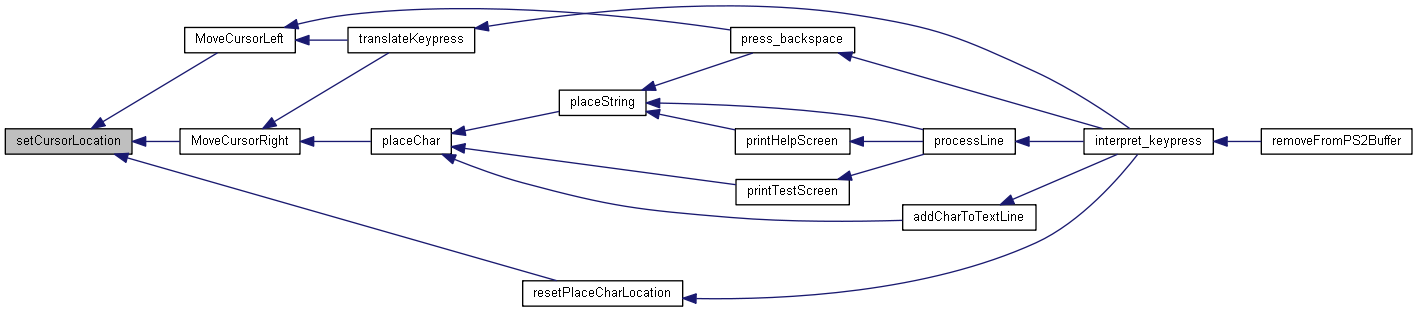 MoveCursorLeft
translateKeypress
press_backspace
placeString
setCursorLocation
MoveCursorRight
placeChar
printHelpScreen
processLine
interpret_keypress
removeFromPS2Buffer
printTestScreen
addCharToTextLine
resetPlaceCharLocation